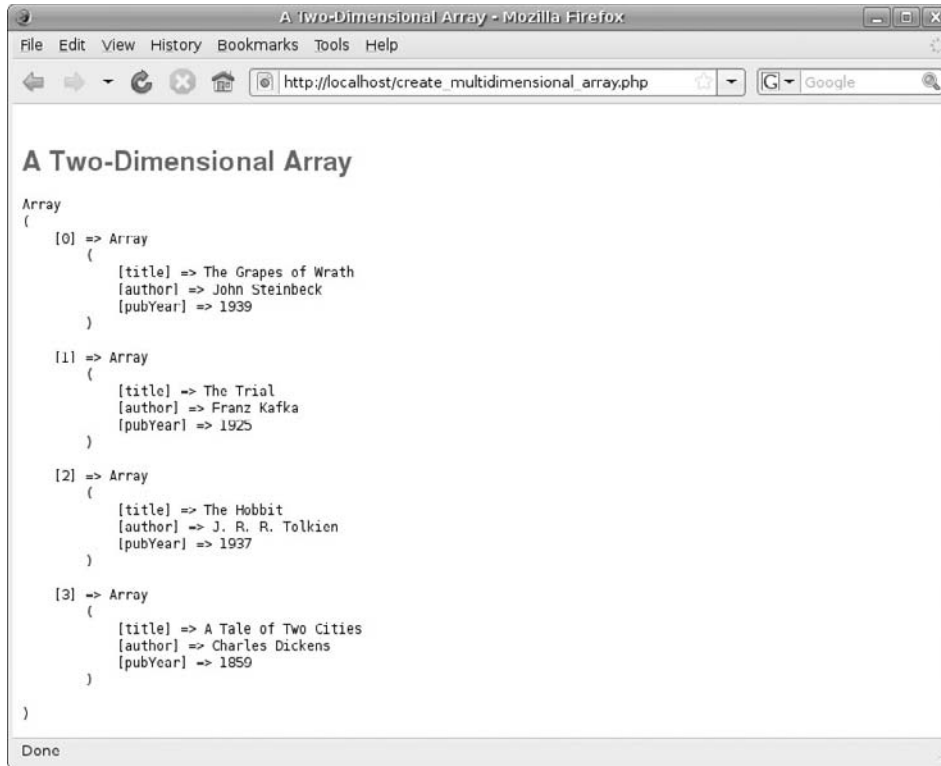 A Two-Dimensional Array - Mozilla Firefox
File Edit View History Bookmarks Tools Help
http://localhost/create_multidimensional_array.php
G Google
A Two-Dimensional Array
Array
(
    [0] => Array
        (
            [title] => The Grapes of Wrath
            [author] => John Steinbeck
            [pubYear] => 1939
        )
    [1] => Array
        (
            [title] => The Trial
            [author] => Franz Kafka
            [pubYear] => 1925
        )
    [2] => Array
        (
            [title] => The Hobbit
            [author] => J. R. R. Tolkien
            [pubYear] => 1937
        )
    [3] => Array
        (
            [title] => A Tale of Two Cities
            [author] => Charles Dickens
            [pubYear] => 1859
        )
)
Done